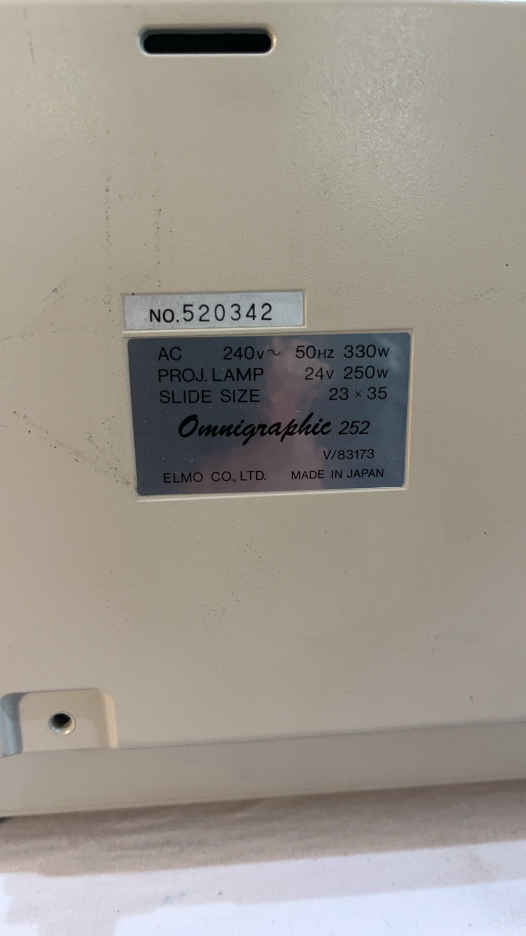 NO.520342
AC 240V~ 50HZ 330W
PROJ. LAMP 24V 250W
SLIDE SIZE 23 × 35
Omnigraphic 252
V/83173
ELMO CO., LTD. MADE IN JAPAN